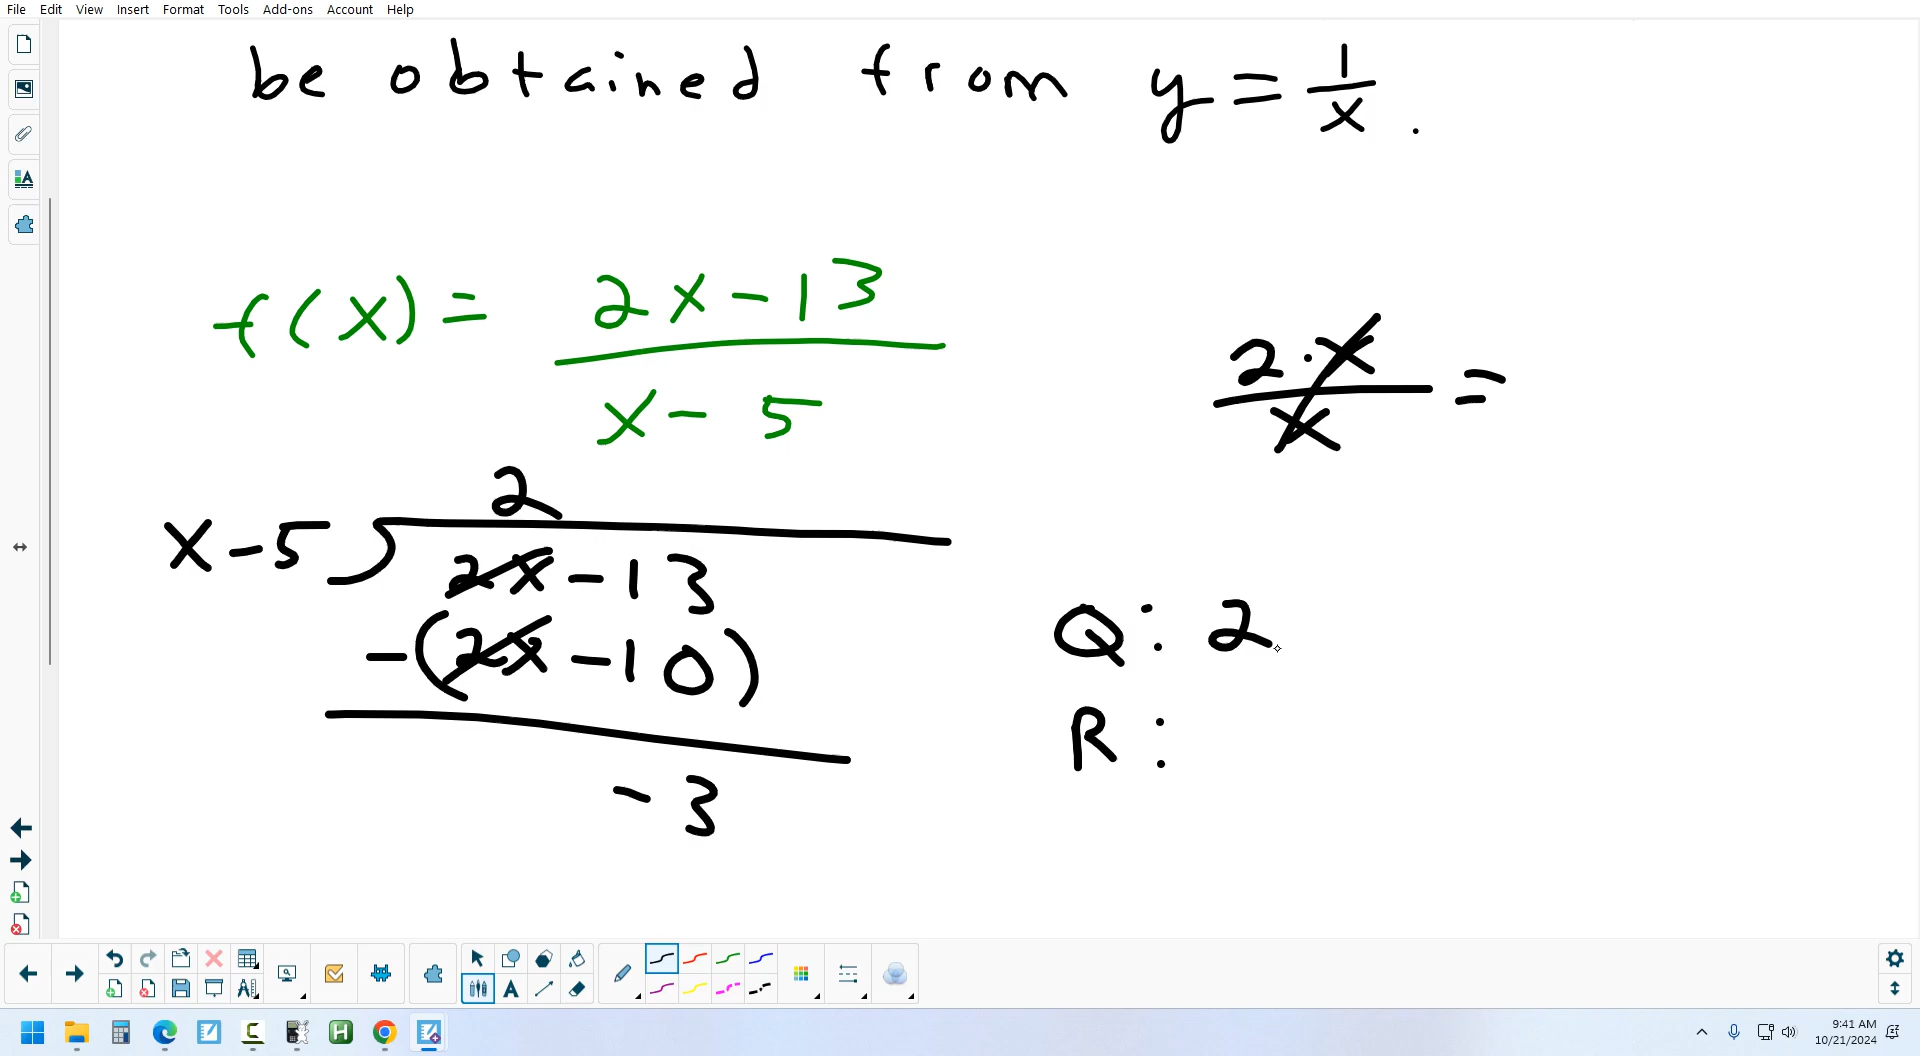 File Edit View Insert Format Tools Add-ons Account Help
be obtained from y = 1/x .
f(x) = (2x - 13)/(x - 5)
2 · x / x =
2
x - 5 ) 2x - 13
- (2x - 10)
- 3
Q : 2
R :
9:41 AM
10/21/2024